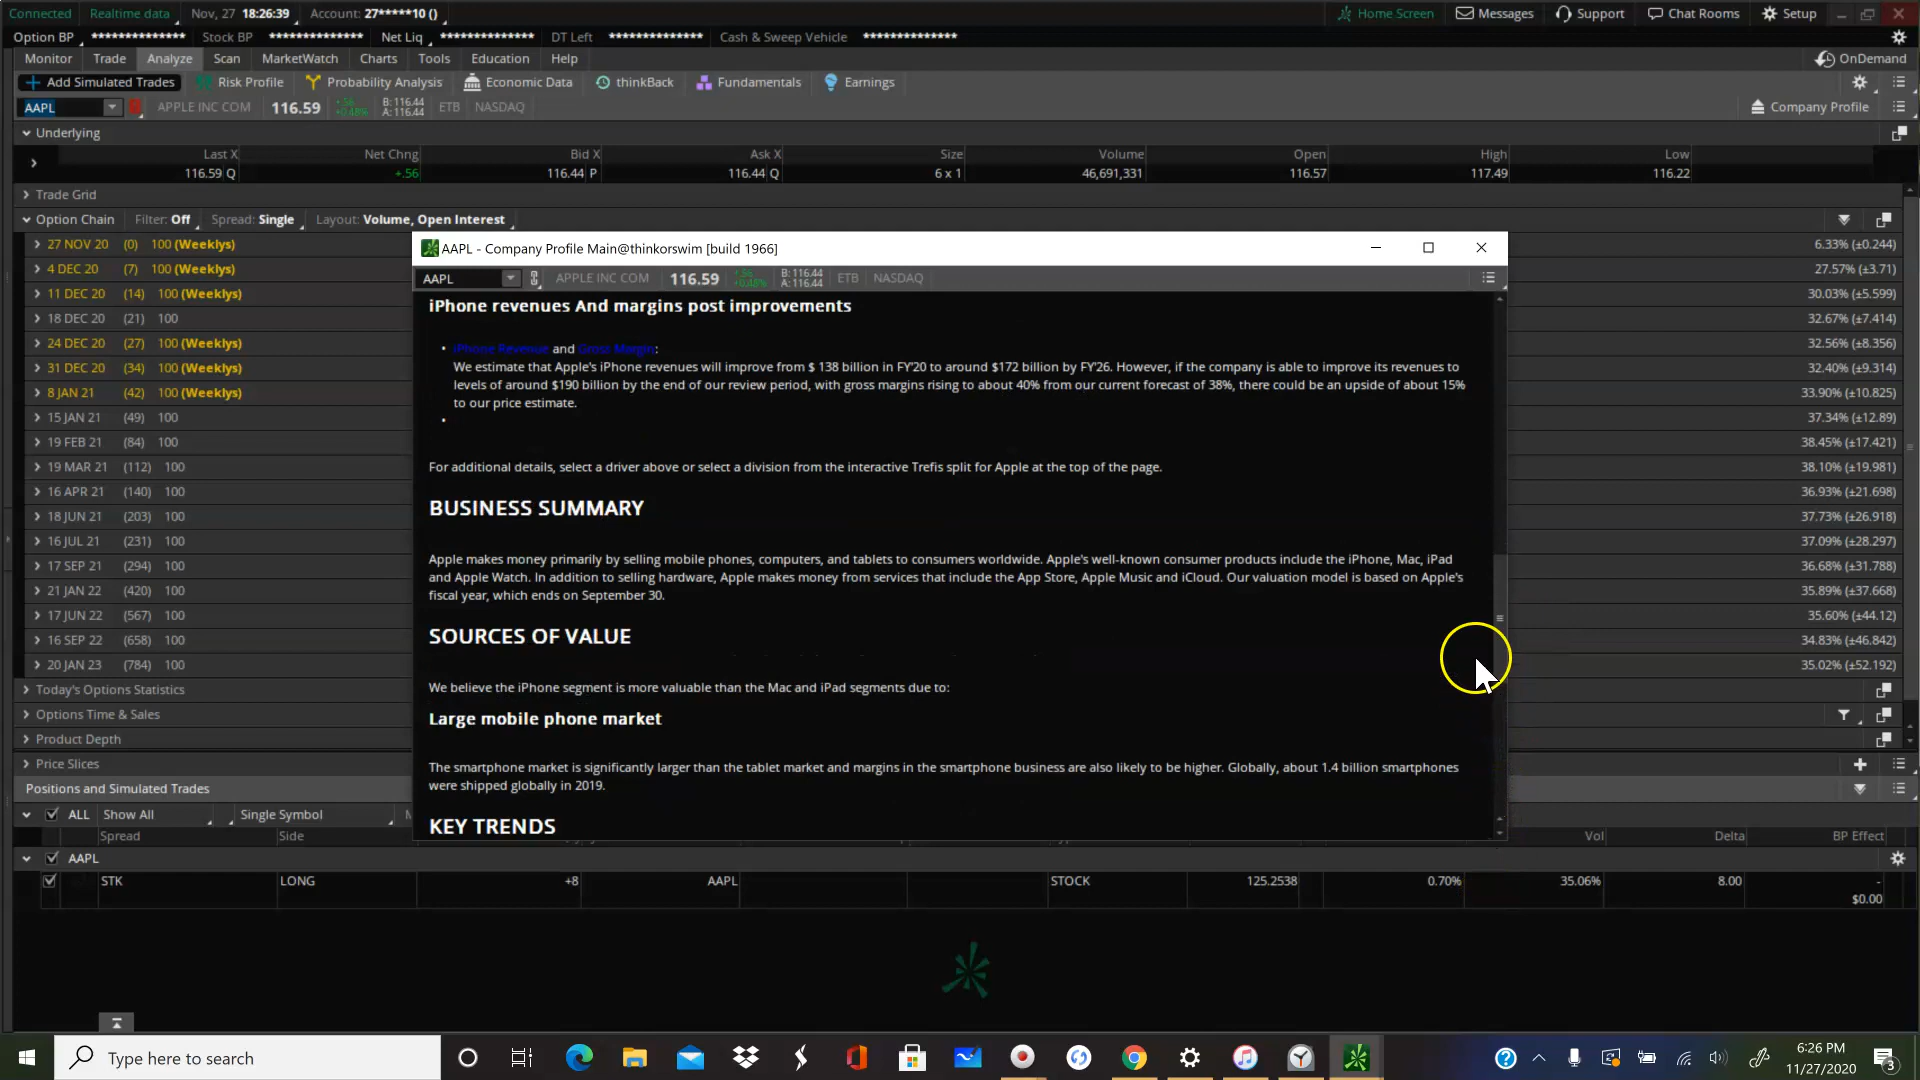 Connected Realtime data Nov, 27 18:26:39 Account: 27*****10 () Home Screen Messages Support Chat Rooms Setup
Option BP ************** Stock BP ************** Net Liq ************** DT Left ************** Cash & Sweep Vehicle **************
Monitor Trade Analyze Scan MarketWatch Charts Tools Education Help OnDemand
Add Simulated Trades Risk Profile Probability Analysis Economic Data thinkBack Fundamentals Earnings
AAPL APPLE INC COM 116.59 +.56 +0.48% B: 116.44 A: 116.44 ETB NASDAQ Company Profile
Underlying
Last X Net Chng Bid X Ask X Size Volume Open High Low
116.59 Q +.56 116.44 P 116.44 Q 6 x 1 46,691,331 116.57 117.49 116.22
Trade Grid
Option Chain Filter: Off Spread: Single Layout: Volume, Open Interest
27 NOV 20 (0) 100 (Weeklys) 6.33% (±0.244)
4 DEC 20 (7) 100 (Weeklys) 27.57% (±3.71)
11 DEC 20 (14) 100 (Weeklys) 30.03% (±5.599)
18 DEC 20 (21) 100 32.67% (±7.414)
24 DEC 20 (27) 100 (Weeklys) 32.56% (±8.356)
31 DEC 20 (34) 100 (Weeklys) 32.40% (±9.314)
8 JAN 21 (42) 100 (Weeklys) 33.90% (±10.825)
15 JAN 21 (49) 100 37.34% (±12.89)
19 FEB 21 (84) 100 38.45% (±17.421)
19 MAR 21 (112) 100 38.10% (±19.981)
16 APR 21 (140) 100 36.93% (±21.698)
18 JUN 21 (203) 100 37.73% (±26.918)
16 JUL 21 (231) 100 37.09% (±28.297)
17 SEP 21 (294) 100 36.68% (±31.788)
21 JAN 22 (420) 100 35.89% (±37.668)
17 JUN 22 (567) 100 35.60% (±44.12)
16 SEP 22 (658) 100 34.83% (±46.842)
20 JAN 23 (784) 100 35.02% (±52.192)
Today's Options Statistics
Options Time & Sales
Product Depth
Price Slices
AAPL - Company Profile Main@thinkorswim [build 1966]
AAPL APPLE INC COM 116.59 +.56 +0.48% B: 116.44 A: 116.44 ETB NASDAQ
iPhone revenues And margins post improvements
• iPhone Revenue and Gross Margin:
We estimate that Apple's iPhone revenues will improve from $ 138 billion in FY'20 to around $172 billion by FY'26. However, if the company is able to improve its revenues to
levels of around $190 billion by the end of our review period, with gross margins rising to about 40% from our current forecast of 38%, there could be an upside of about 15%
to our price estimate.
•
For additional details, select a driver above or select a division from the interactive Trefis split for Apple at the top of the page.
BUSINESS SUMMARY
Apple makes money primarily by selling mobile phones, computers, and tablets to consumers worldwide. Apple's well-known consumer products include the iPhone, Mac, iPad
and Apple Watch. In addition to selling hardware, Apple makes money from services that include the App Store, Apple Music and iCloud. Our valuation model is based on Apple's
fiscal year, which ends on September 30.
SOURCES OF VALUE
We believe the iPhone segment is more valuable than the Mac and iPad segments due to:
Large mobile phone market
The smartphone market is significantly larger than the tablet market and margins in the smartphone business are also likely to be higher. Globally, about 1.4 billion smartphones
were shipped globally in 2019.
KEY TRENDS
Positions and Simulated Trades
ALL Show All Single Symbol
Spread Side Vol Delta BP Effect
AAPL
STK LONG +8 AAPL STOCK 125.2538 0.70% 35.06% 8.00 -
$0.00
Type here to search
6:26 PM
11/27/2020
3